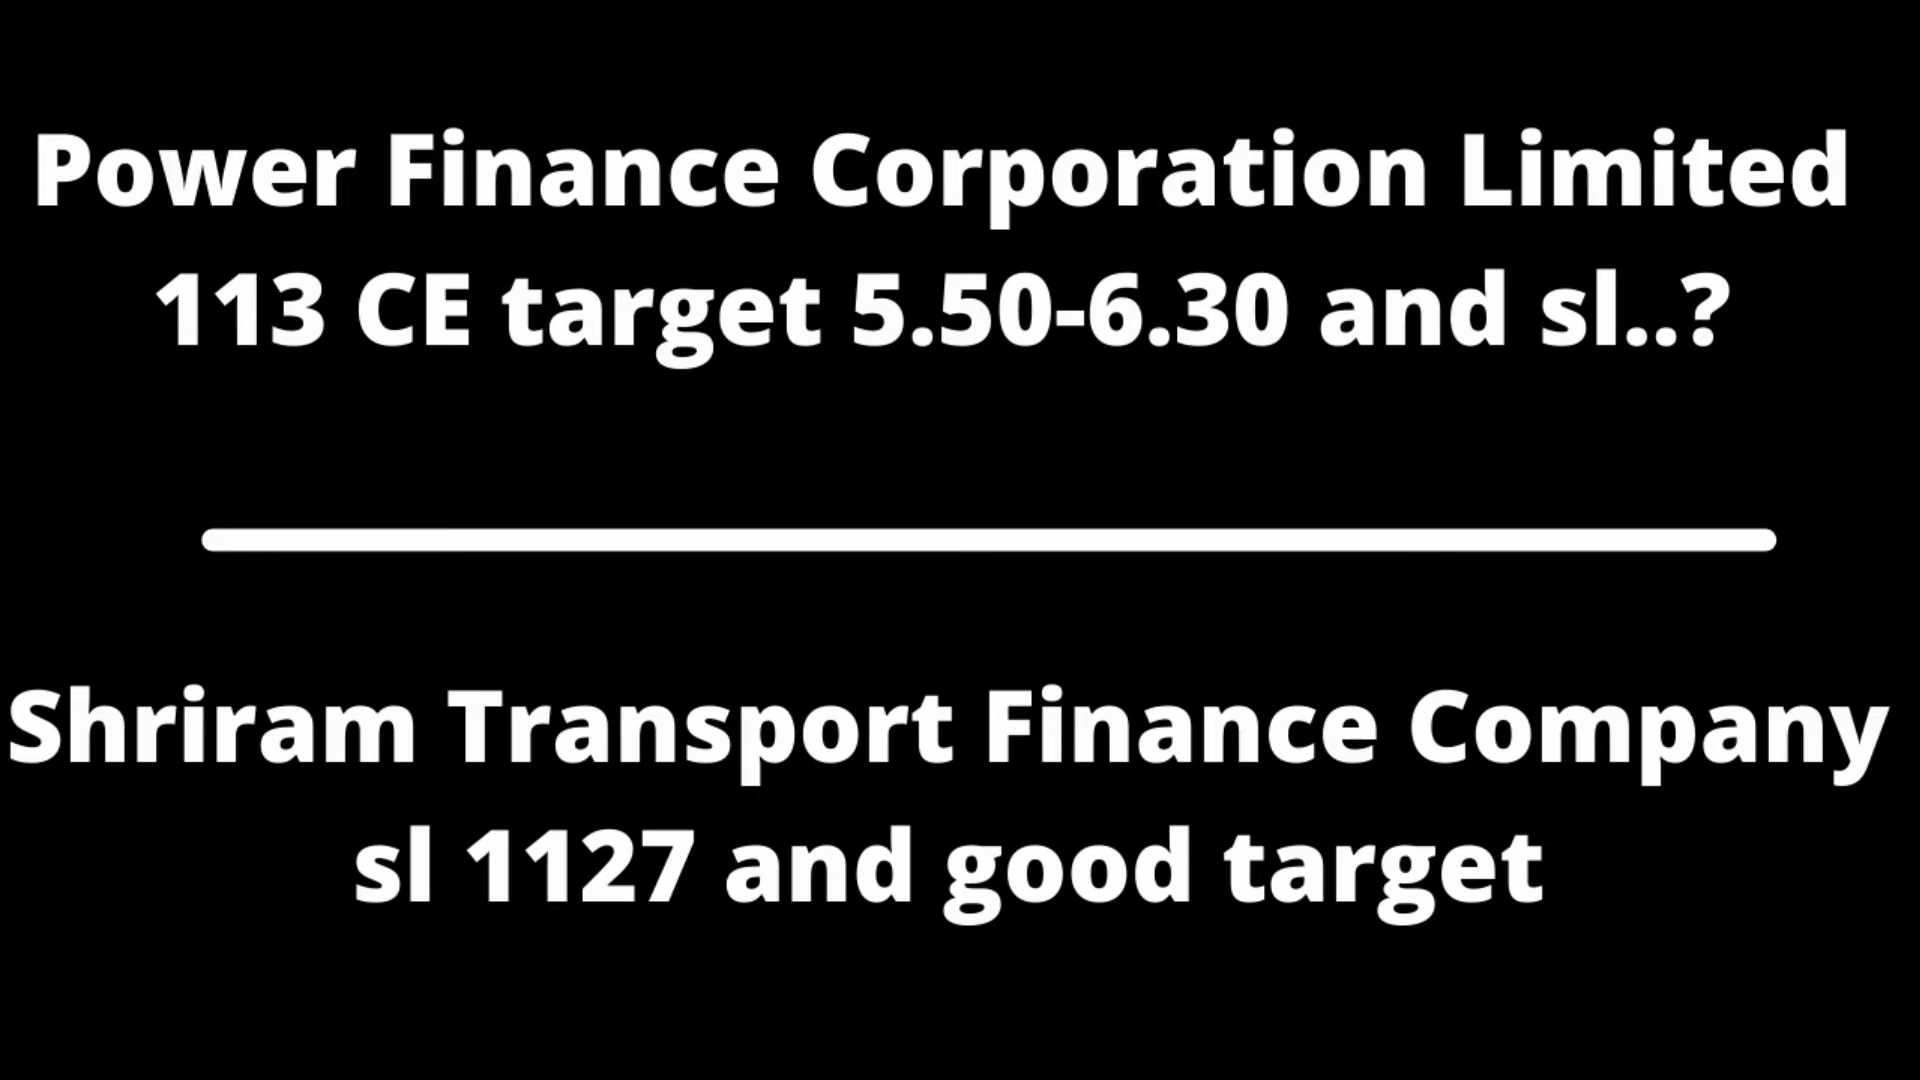 Power Finance Corporation Limited
113 CE target 5.50-6.30 and sl..?
Shriram Transport Finance Company
sl 1127 and good target